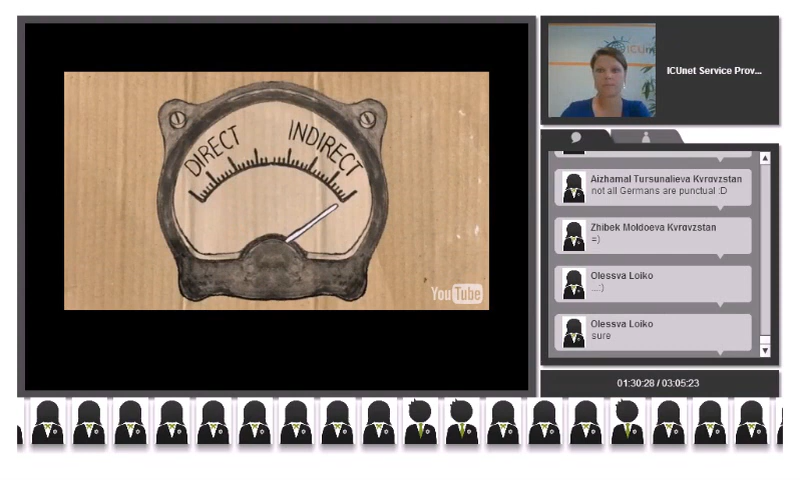 ICUn
ICUnet Service Prov...
DIRECT
INDIRECT
YouTube
Aizhamal Tursunalieva Kyrgyzstan
not all Germans are punctual :D
Zhibek Moldoeva Kyrgyzstan
=)
Olessya Loiko
...:)
Olessya Loiko
sure
01:30:28 / 03:05:23